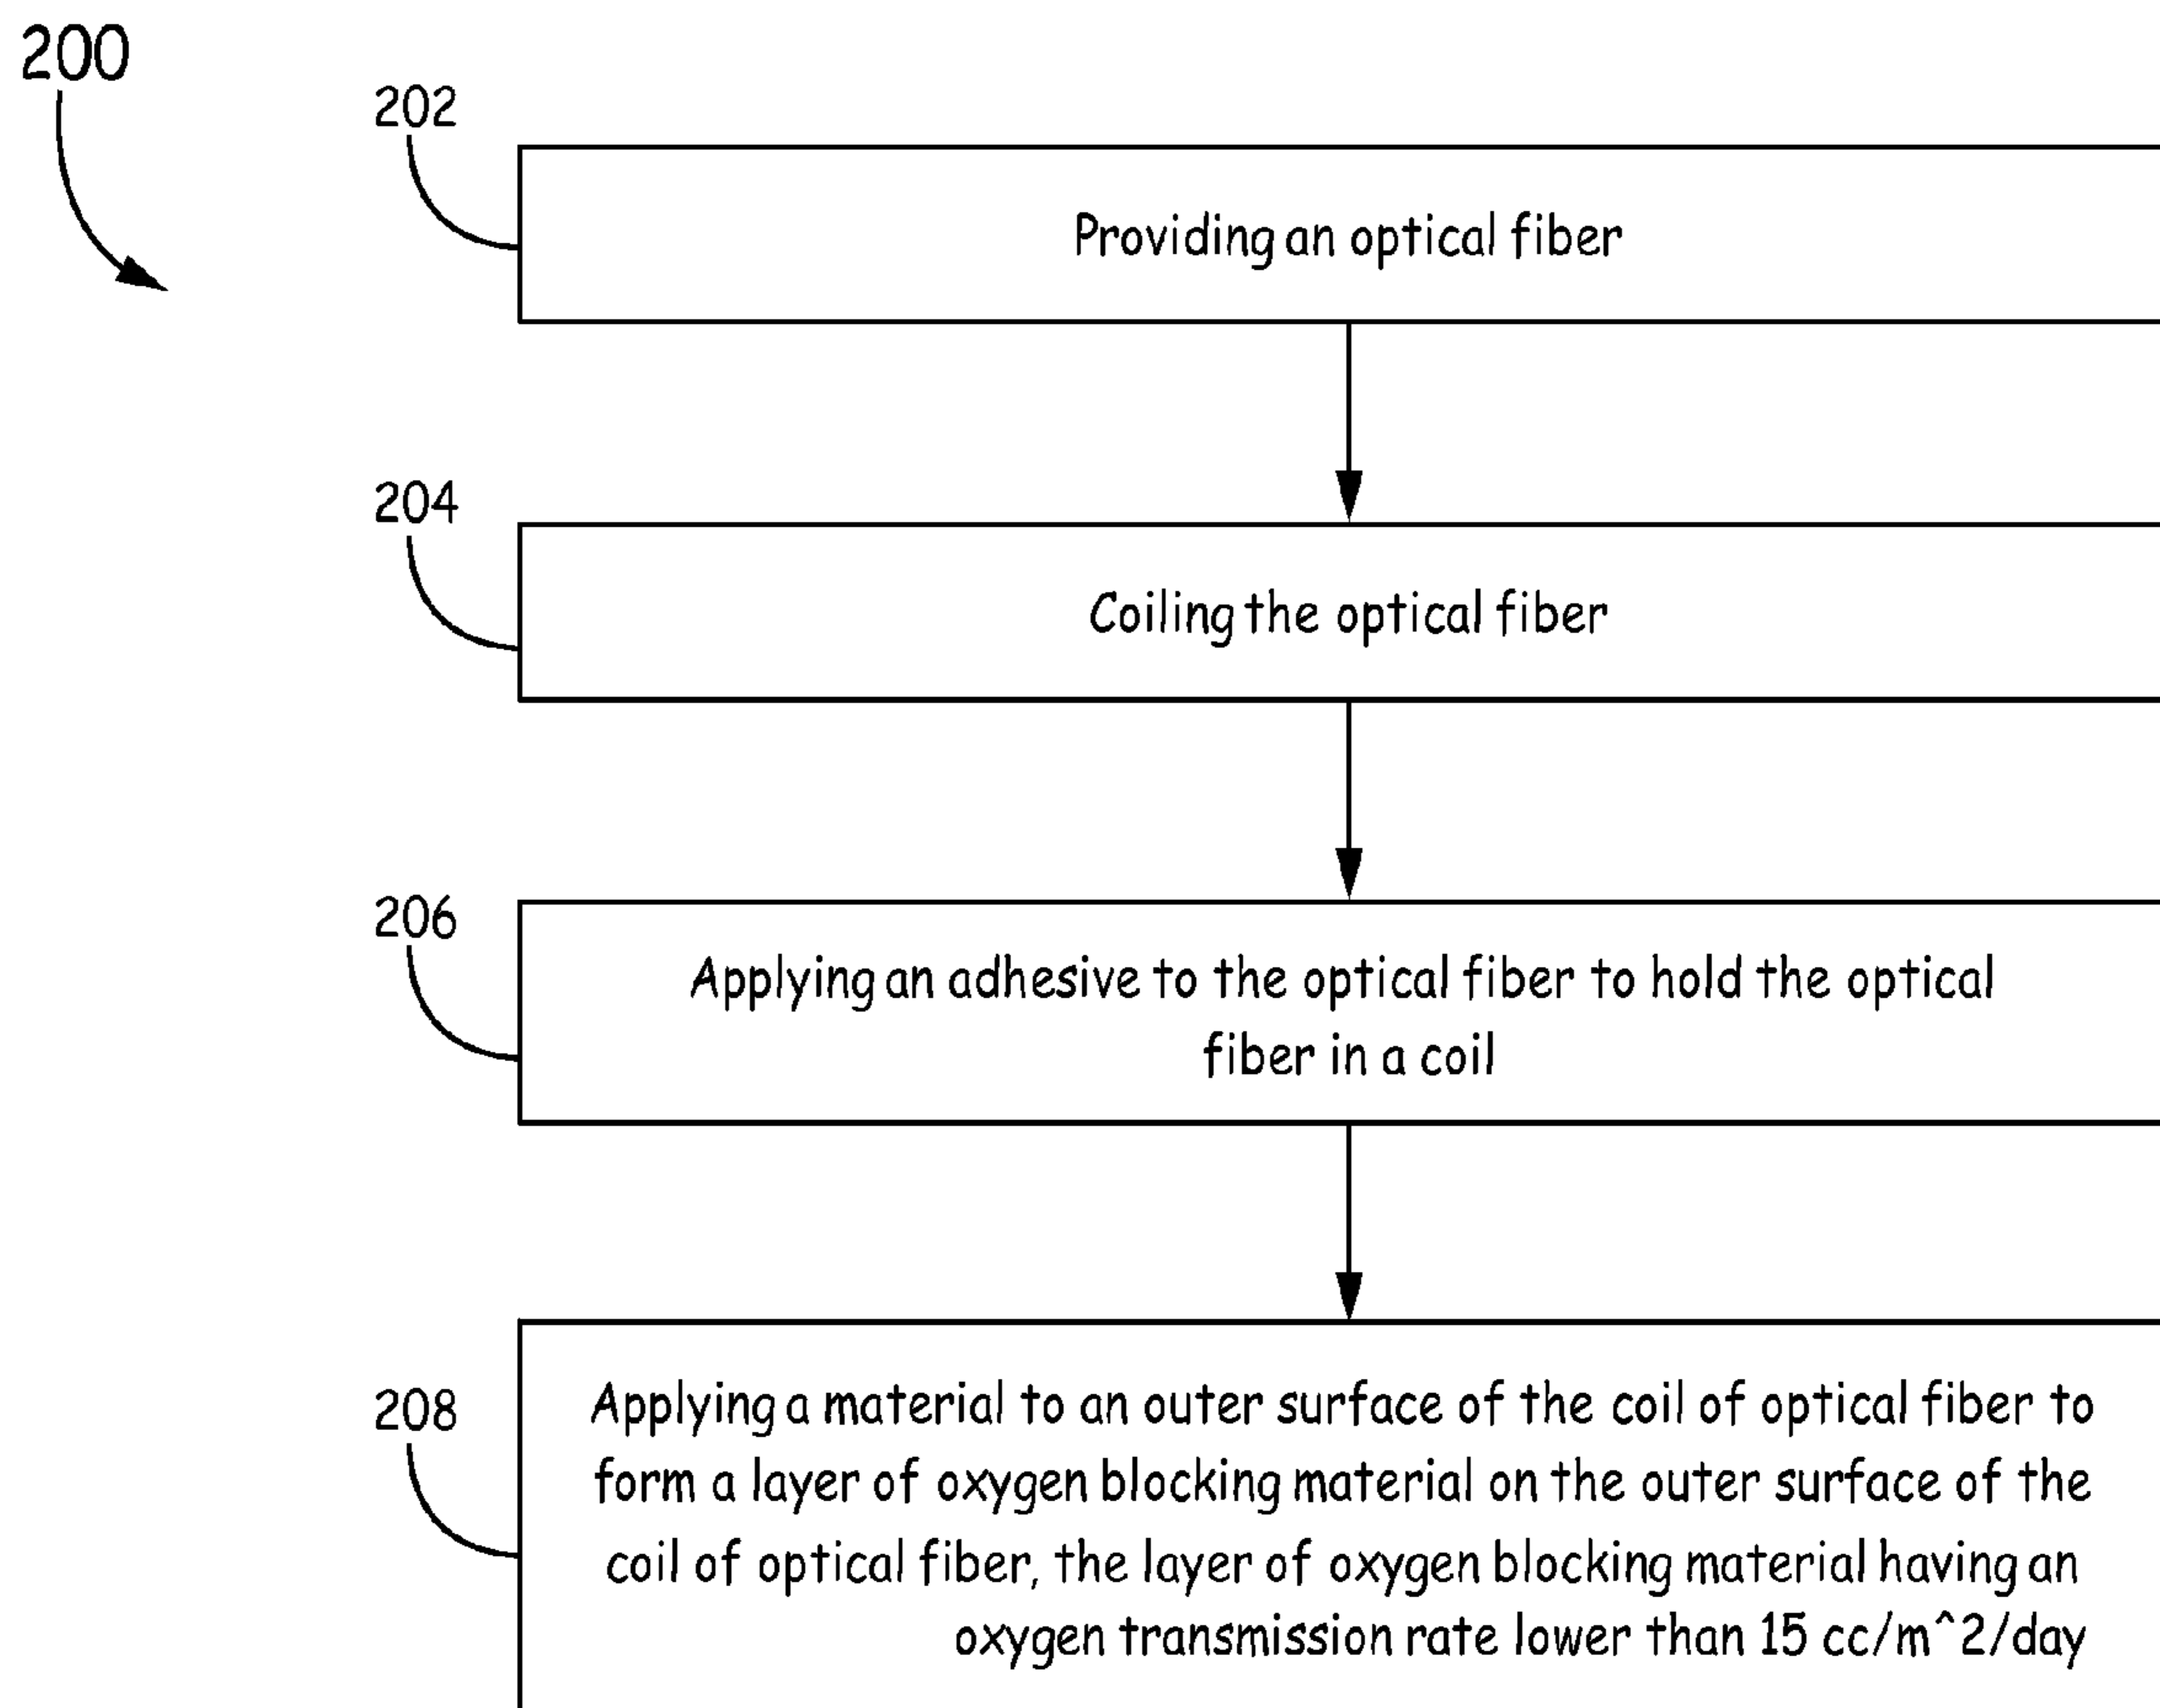 200
202
Providing an optical fiber
204
Coiling the optical fiber
206
Applying an adhesive to the optical fiber to hold the optical
fiber in a coil
208
Applying a material to an outer surface of the coil of optical fiber to
form a layer of oxygen blocking material on the outer surface of the
coil of optical fiber, the layer of oxygen blocking material having an
oxygen transmission rate lower than 15 cc/m^2/day